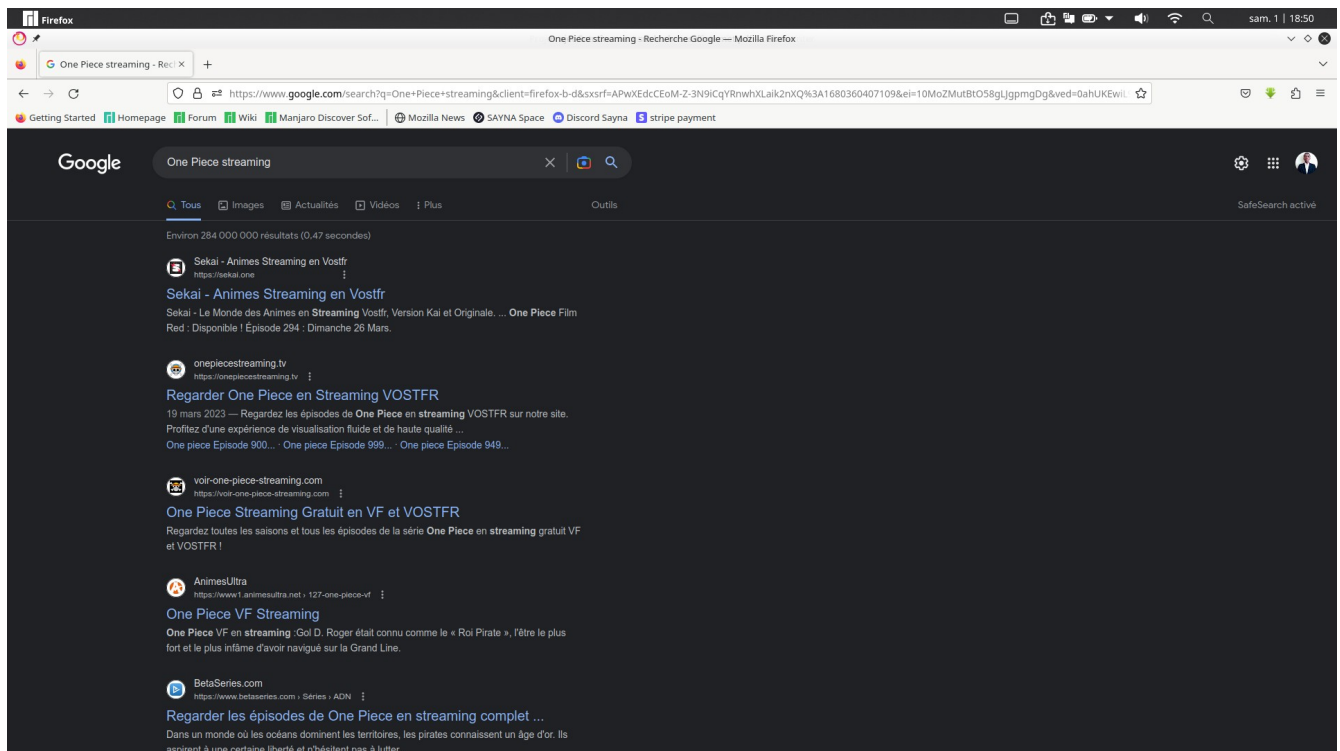 Firefox
sam. 1 | 18:50
One Piece streaming - Recherche Google — Mozilla Firefox
One Piece streaming - Rec
https://www.google.com/search?q=One+Piece+streaming&client=firefox-b-d&sxsrf=APwXEdcCEoM-Z-3N9iCqYRnwhXLaik2nXQ%3A1680360407109&ei=10MoZMutBtO58gLJgpmgDg&ved=0ahUKEwi
Getting Started Homepage Forum Wiki Manjaro Discover Sof... Mozilla News SAYNA Space Discord Sayna stripe payment
Google
One Piece streaming
Tous Images Actualités Vidéos Plus Outils SafeSearch activé
Environ 284 000 000 résultats (0,47 secondes)
Sekai - Animes Streaming en Vostfr
https://sekai.one
Sekai - Animes Streaming en Vostfr
Sekai - Le Monde des Animes en Streaming Vostfr, Version Kai et Originale. ... One Piece Film
Red : Disponible ! Épisode 294 : Dimanche 26 Mars.
onepiecestreaming.tv
https://onepiecestreaming.tv
Regarder One Piece en Streaming VOSTFR
19 mars 2023 — Regardez les épisodes de One Piece en streaming VOSTFR sur notre site.
Profitez d'une expérience de visualisation fluide et de haute qualité ...
One piece Episode 900... · One piece Episode 999... · One piece Episode 949...
voir-one-piece-streaming.com
https://voir-one-piece-streaming.com
One Piece Streaming Gratuit en VF et VOSTFR
Regardez toutes les saisons et tous les épisodes de la série One Piece en streaming gratuit VF
et VOSTFR !
AnimesUltra
https://www1.animesultra.net › 127-one-piece-vf
One Piece VF Streaming
One Piece VF en streaming :Gol D. Roger était connu comme le « Roi Pirate », l'être le plus
fort et le plus infâme d'avoir navigué sur la Grand Line.
BetaSeries.com
https://www.betaseries.com › Séries › ADN
Regarder les épisodes de One Piece en streaming complet ...
Dans un monde où les océans dominent les territoires, les pirates connaissent un âge d'or. Ils
aspirent à une certaine liberté et n'hésitent pas à lutter